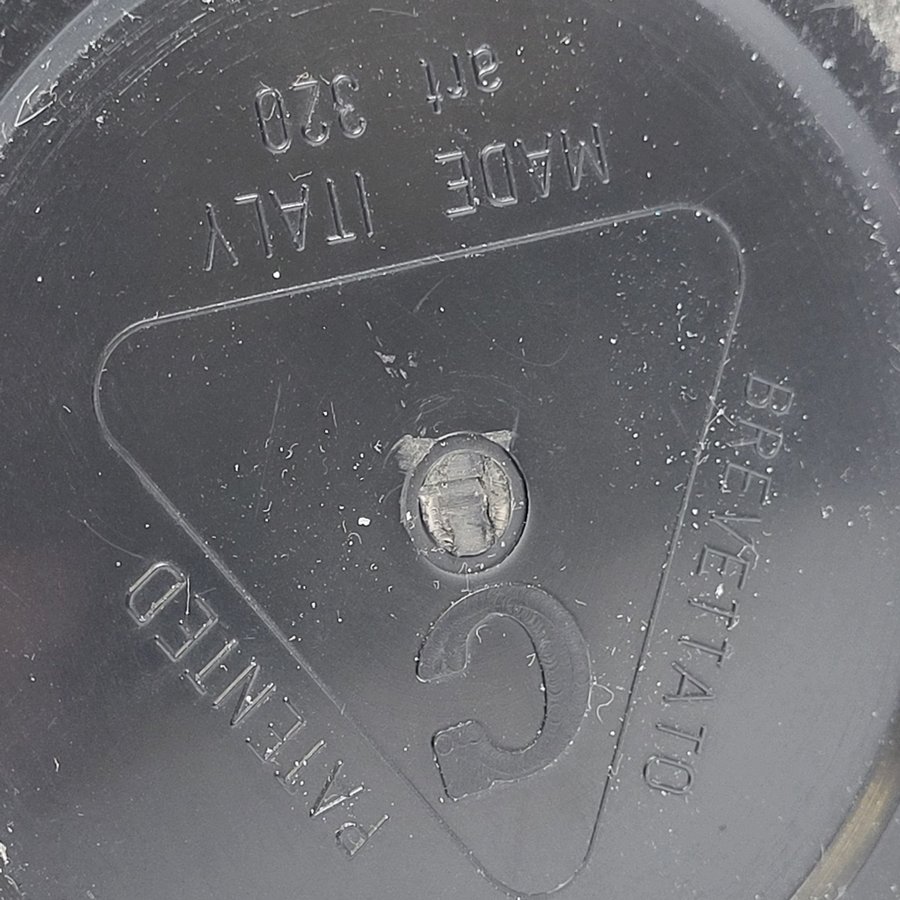 PATENTED
BREVETTATO
MADE ITALY
art 320
G